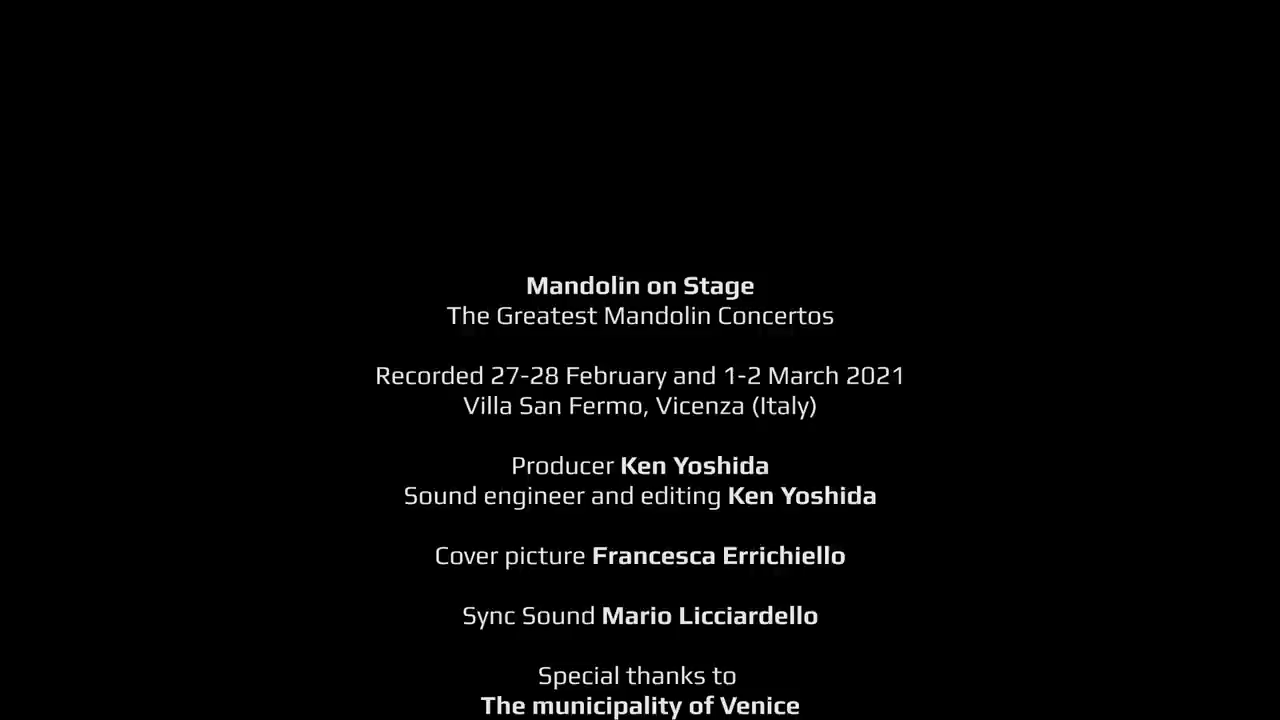 Mandolin on Stage
The Greatest Mandolin Concertos
Recorded 27-28 February and 1-2 March 2021
Villa San Fermo, Vicenza (Italy)
Producer Ken Yoshida
Sound engineer and editing Ken Yoshida
Cover picture Francesca Errichiello
Sync Sound Mario Licciardello
Special thanks to
The municipality of Venice